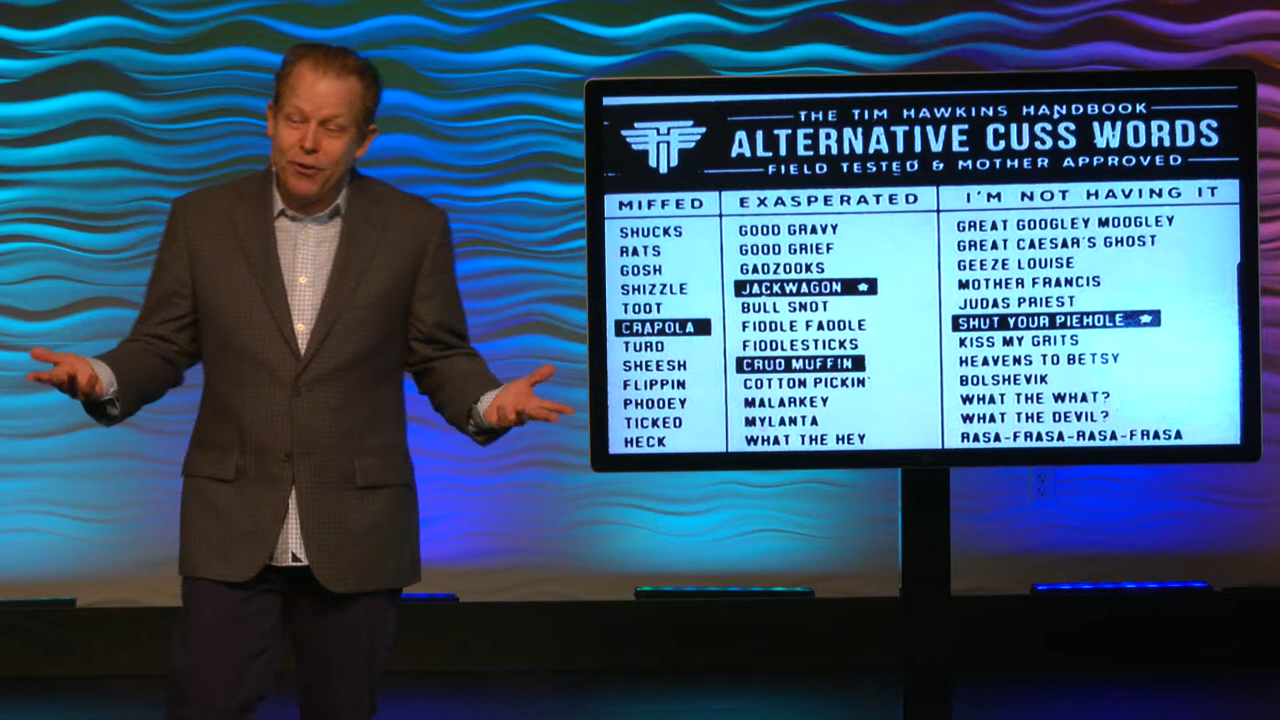 THE TIM HAWKINS HANDBOOK
ALTERNATIVE CUSS WORDS
FIELD TESTED & MOTHER APPROVED
MIFFED
SHUCKS
RATS
GOSH
SHIZZLE
TOOT
CRAPOLA
TURD
SHEESH
FLIPPIN
PHOOEY
TICKED
HECK
EXASPERATED
GOOD GRAVY
GOOD GRIEF
GADZOOKS
JACKWAGON
BULL SNOT
FIDDLE FADDLE
FIDDLESTICKS
CRUD MUFFIN
COTTON PICKIN'
MALARKEY
MYLANTA
WHAT THE HEY
I'M NOT HAVING IT
GREAT GOOGLEY MOOGLEY
GREAT CAESAR'S GHOST
GEEZE LOUISE
MOTHER FRANCIS
JUDAS PRIEST
SHUT YOUR PIEHOLE
KISS MY GRITS
HEAVENS TO BETSY
BOLSHEVIK
WHAT THE WHAT?
WHAT THE DEVIL?
RASA-FRASA-RASA-FRASA